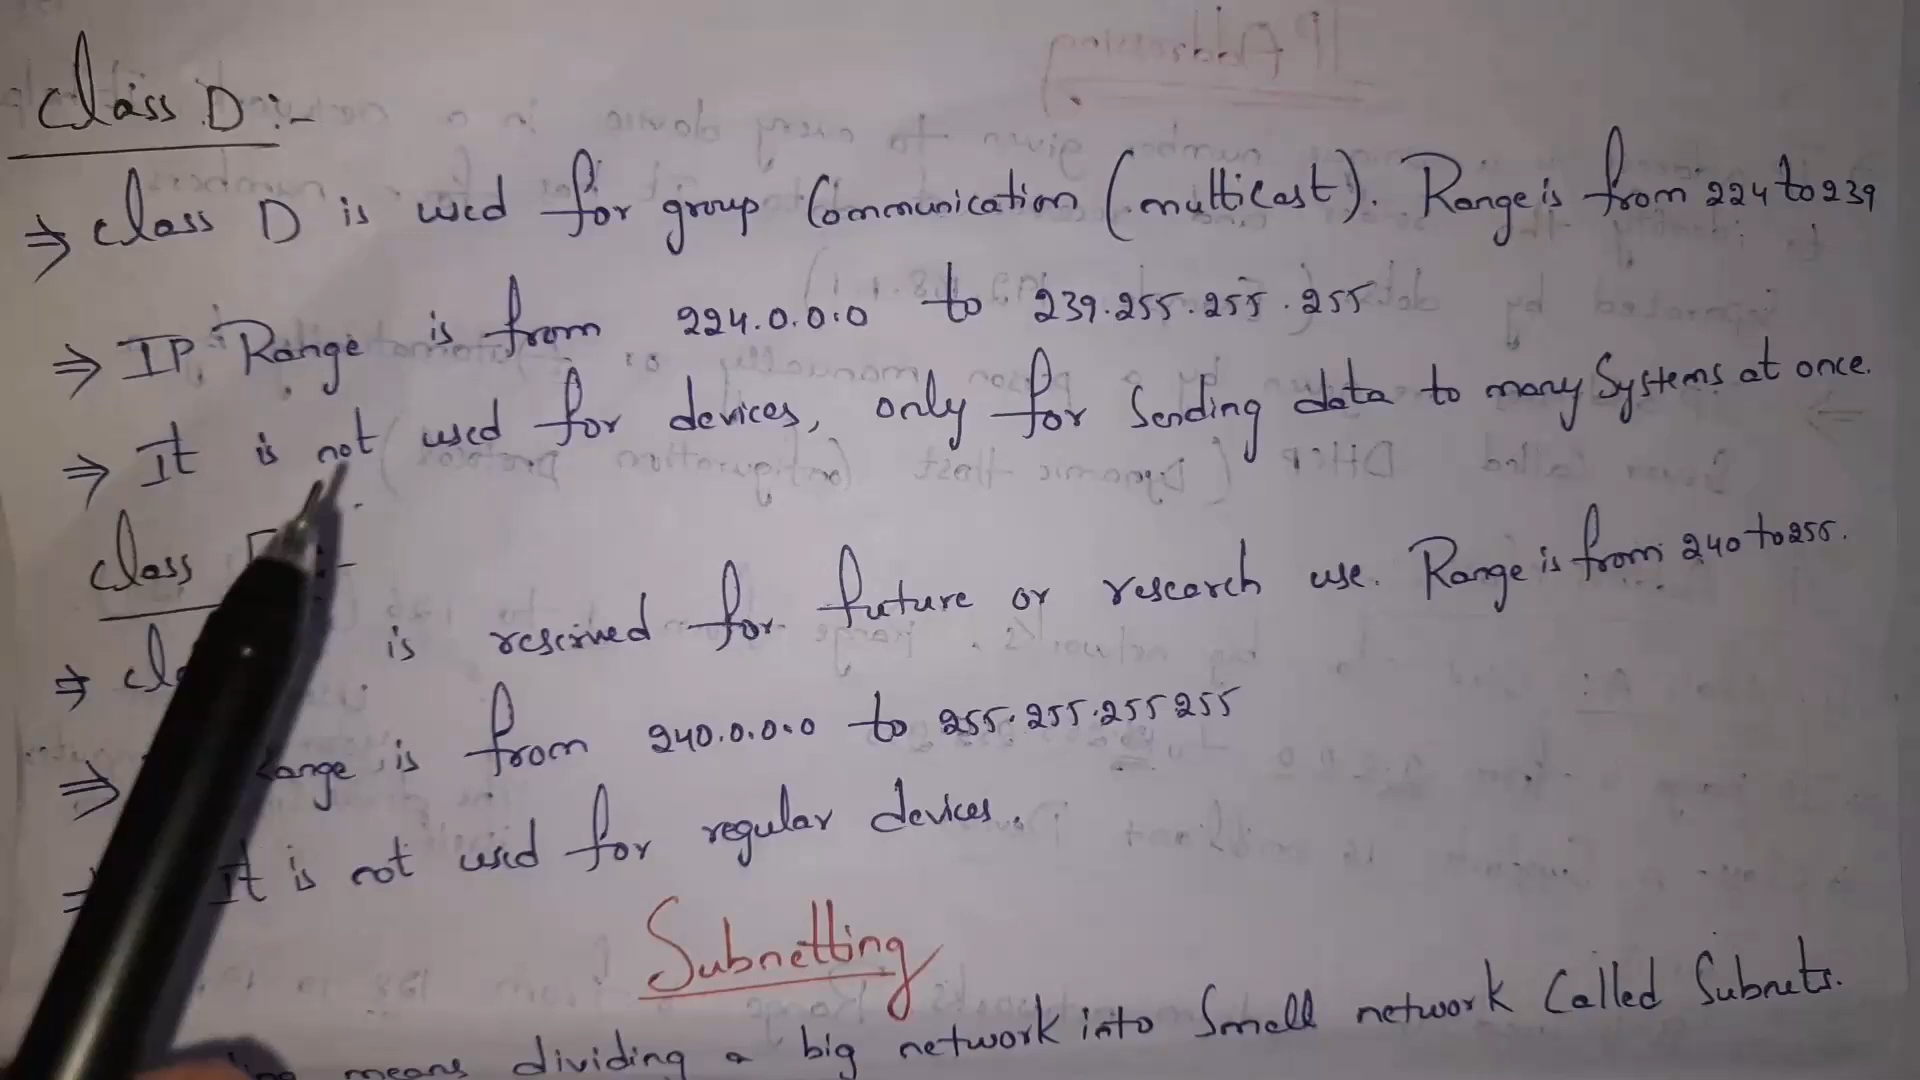 Class D:-
⇒ class D is used for group Communication (multicast). Range is from 224 to 239
⇒ IP Range is from 224.0.0.0 to 239.255.255.255
⇒ It is not used for devices, only for Sending data to many Systems at once.
class
⇒ is reserved for future or research use. Range is from 240 to 255.
⇒ is from 240.0.0.0 to 255.255.255 255
⇒ It is not used for regular devices.
Subnetting
means dividing a big network into Small network Called Subnets.